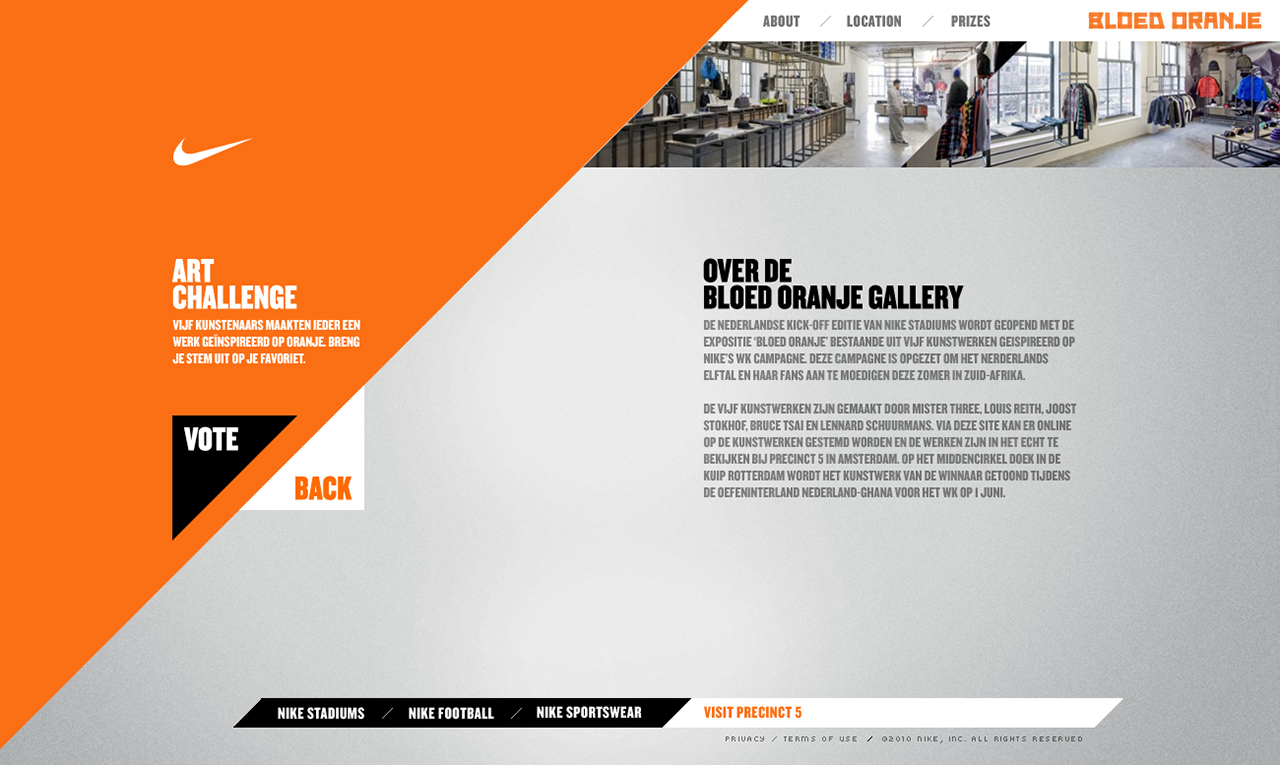 ABOUT / LOCATION / PRIZES
BLOED ORANJE
ART
CHALLENGE
VIJF KUNSTENAARS MAAKTEN IEDER EEN
WERK GEÏNSPIREERD OP ORANJE. BRENG
JE STEM UIT OP JE FAVORIET.
VOTE
BACK
OVER DE
BLOED ORANJE GALLERY
DE NEDERLANDSE KICK-OFF EDITIE VAN NIKE STADIUMS WORDT GEOPEND MET DE
EXPOSITIE ‘BLOED ORANJE’ BESTAANDE UIT VIJF KUNSTWERKEN GEISPIREERD OP
NIKE’S WK CAMPAGNE. DEZE CAMPAGNE IS OPGEZET OM HET NERDERLANDS
ELFTAL EN HAAR FANS AAN TE MOEDIGEN DEZE ZOMER IN ZUID-AFRIKA.
DE VIJF KUNSTWERKEN ZIJN GEMAAKT DOOR MISTER THREE, LOUIS REITH, JOOST
STOKHOF, BRUCE TSAI EN LENNARD SCHUURMANS. VIA DEZE SITE KAN ER ONLINE
OP DE KUNSTWERKEN GESTEMD WORDEN EN DE WERKEN ZIJN IN HET ECHT TE
BEKIJKEN BIJ PRECINCT 5 IN AMSTERDAM. OP HET MIDDENCIRKEL DOEK IN DE
KUIP ROTTERDAM WORDT HET KUNSTWERK VAN DE WINNAAR GETOOND TIJDENS
DE OEFENINTERLAND NEDERLAND-GHANA VOOR HET WK OP 1 JUNI.
NIKE STADIUMS / NIKE FOOTBALL / NIKE SPORTSWEAR
VISIT PRECINCT 5
PRIVACY / TERMS OF USE / ©2010 NIKE, INC. ALL RIGHTS RESERVED